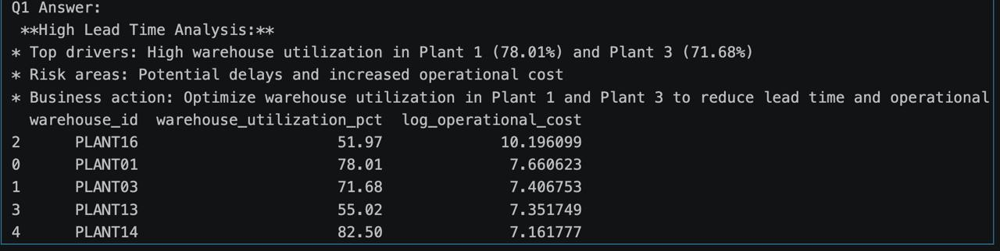 Q1 Answer:
**High Lead Time Analysis:**
* Top drivers: High warehouse utilization in Plant 1 (78.01%) and Plant 3 (71.68%)
* Risk areas: Potential delays and increased operational cost
* Business action: Optimize warehouse utilization in Plant 1 and Plant 3 to reduce lead time and operational
warehouse_id warehouse_utilization_pct log_operational_cost
2 PLANT16 51.97 10.196099
0 PLANT01 78.01 7.660623
1 PLANT03 71.68 7.406753
3 PLANT13 55.02 7.351749
4 PLANT14 82.50 7.161777